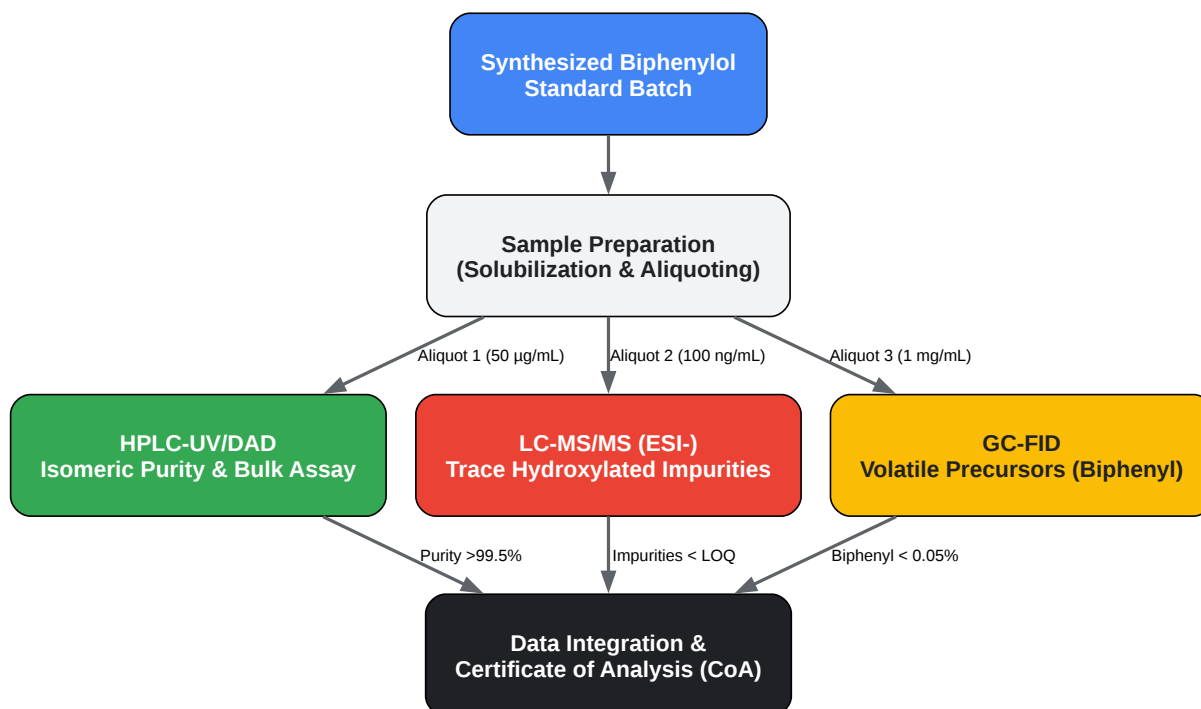 Synthesized Biphenylol
Standard Batch
Sample Preparation
(Solubilization & Aliquoting)
Aliquot 1 (50 µg/mL)
Aliquot 2 (100 ng/mL)
Aliquot 3 (1 mg/mL)
HPLC-UV/DAD
Isomeric Purity & Bulk Assay
LC-MS/MS (ESI-)
Trace Hydroxylated Impurities
GC-FID
Volatile Precursors (Biphenyl)
Purity >99.5%
Impurities < LOQ
Biphenyl < 0.05%
Data Integration &
Certificate of Analysis (CoA)